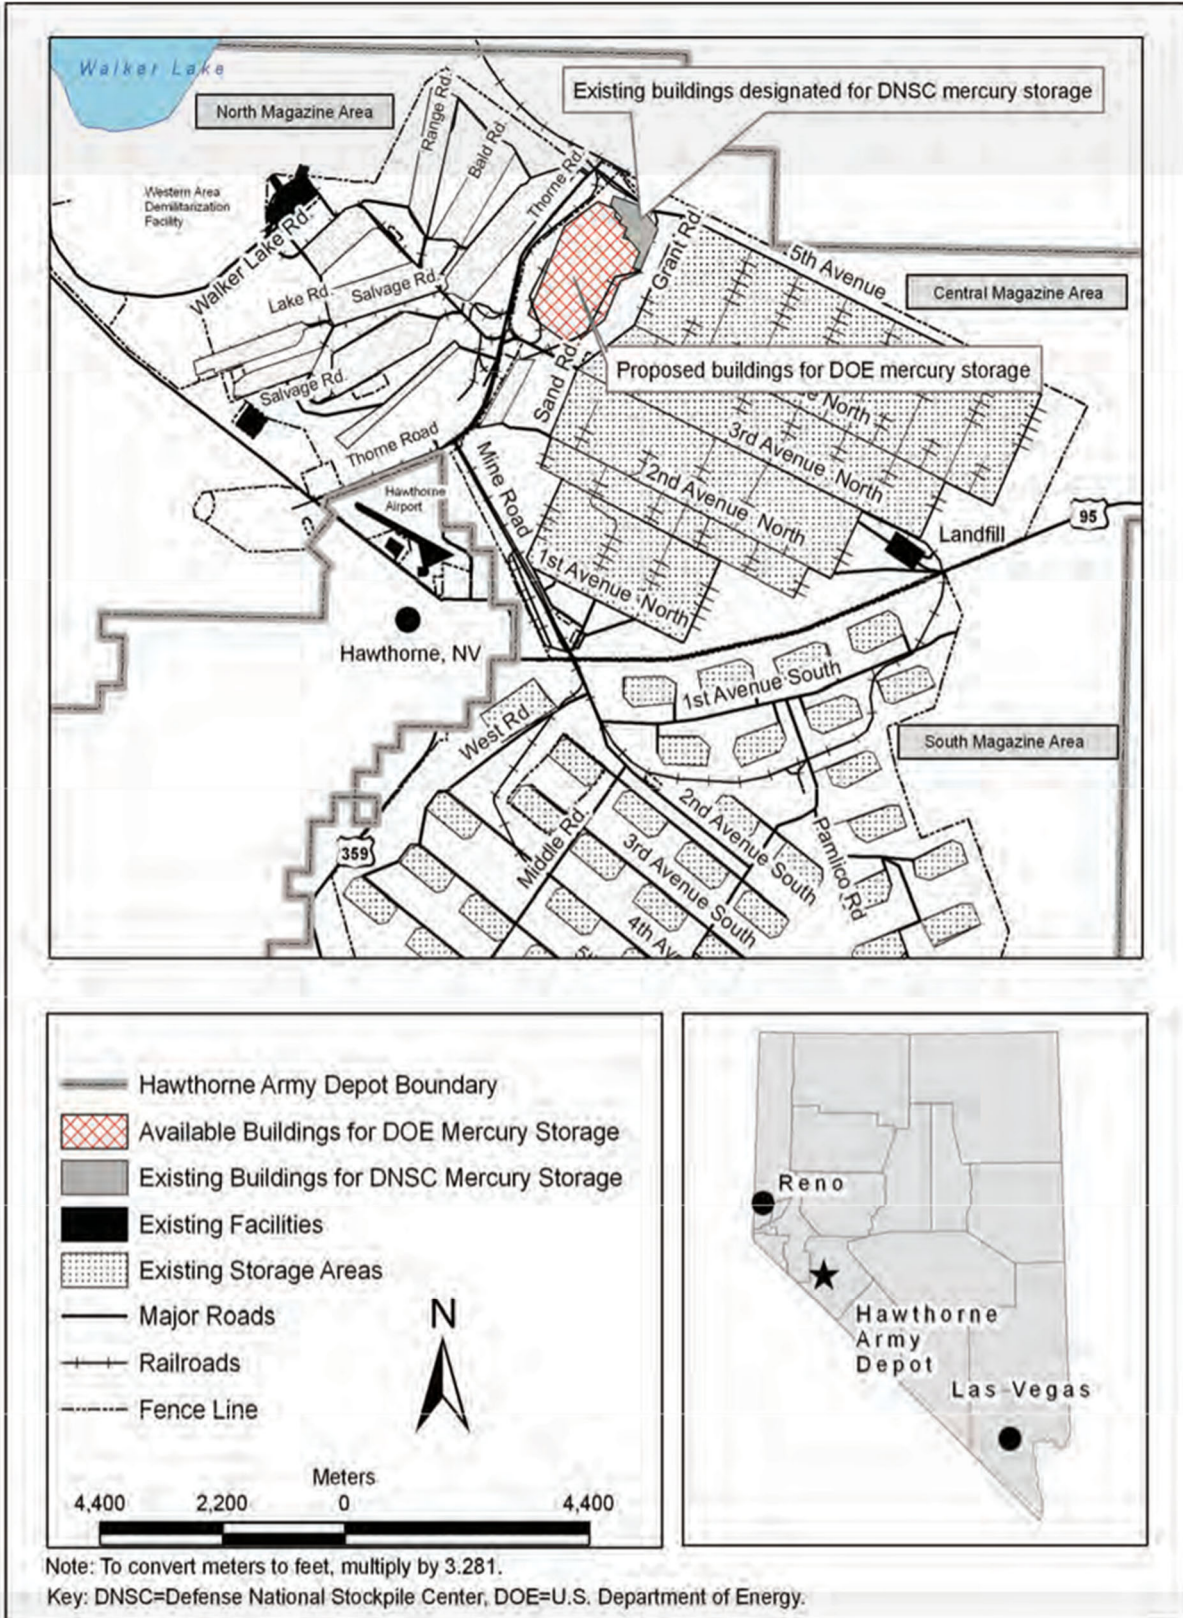 Walker Lake
North Magazine Area
Existing buildings designated for DNSC mercury storage
Range Rd.
Bald Rd.
Thorne Rd.
Western Area
Demilitarization
Facility
Walker Lake Rd.
Grant Rd.
5th Avenue
Lake Rd.
Salvage Rd.
Central Magazine Area
Proposed buildings for DOE mercury storage
Sand Rd.
Salvage Rd.
North
3rd Avenue North
Thorne Road
Mine Road
2nd Avenue North
Hawthorne
Airport
95
Landfill
1st Avenue North
Hawthorne, NV
1st Avenue South
West Rd.
South Magazine Area
2nd Avenue South
Middle Rd.
3rd Avenue South
Pamlico Rd
359
4th Av
Hawthorne Army Depot Boundary
Available Buildings for DOE Mercury Storage
Existing Buildings for DNSC Mercury Storage
Existing Facilities
Existing Storage Areas
Major Roads
Railroads
Fence Line
N
Meters
4,400 2,200 0 4,400
Reno
Hawthorne
Army
Depot
Las Vegas
Note: To convert meters to feet, multiply by 3.281.
Key: DNSC=Defense National Stockpile Center, DOE=U.S. Department of Energy.